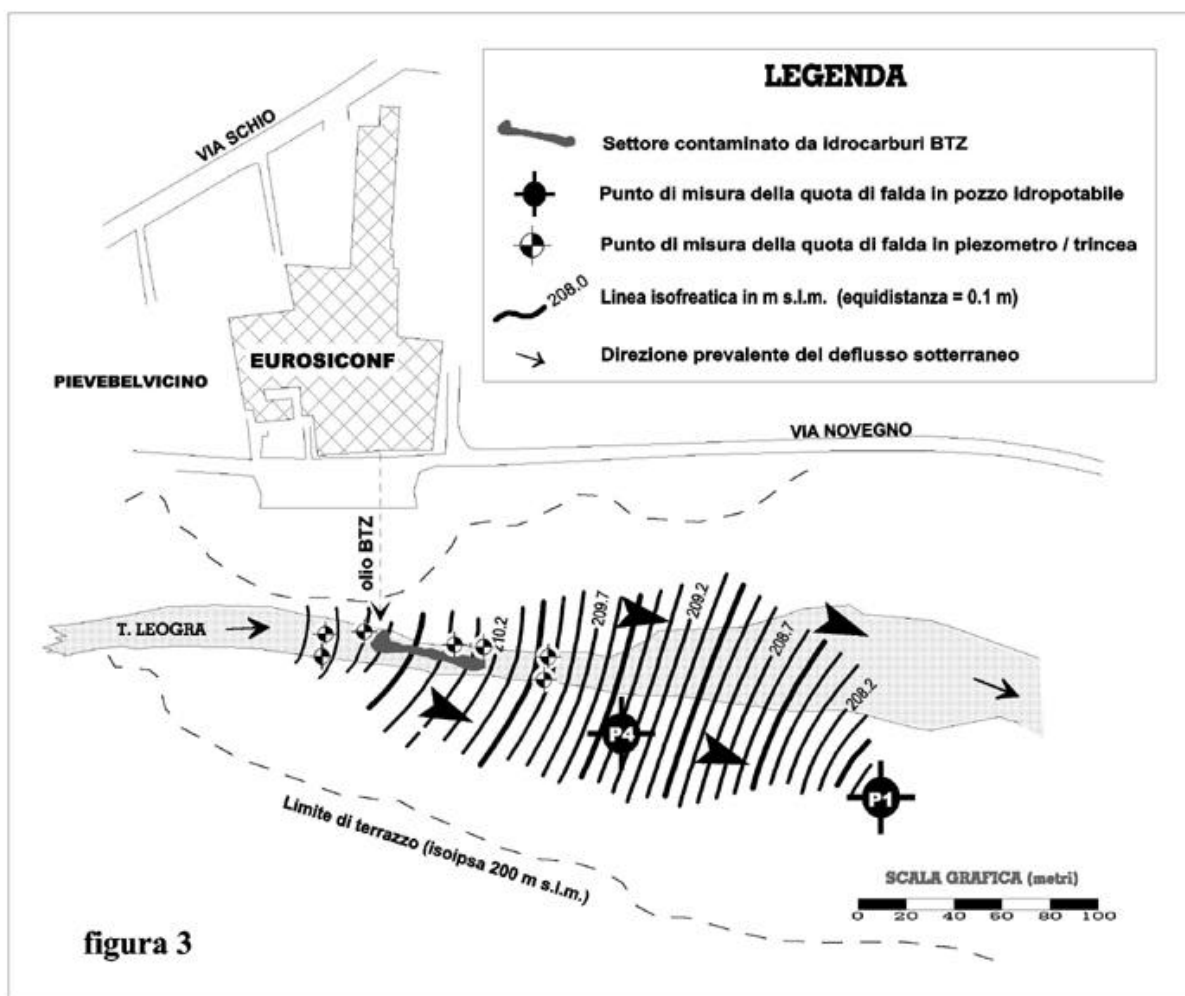 LEGENDA
Settore contaminato da Idrocarburi BTZ
Punto di misura della quota di falda in pozzo Idropotabile
Punto di misura della quota di falda in piezometro / trincea
208.0
Linea isofreatica in m s.l.m. (equidistanza = 0.1 m)
Direzione prevalente del deflusso sotterraneo
VIA SCHIO
EUROSICONF
PIEVEBELVICINO
VIA NOVEGNO
olio BTZ
T. LEOGRA
210.2
209.7
209.2
208.7
208.2
P4
P1
Limite di terrazzo (isoipsa 200 m s.l.m.)
SCALA GRAFICA (metri)
0 20 40 60 80 100
figura 3